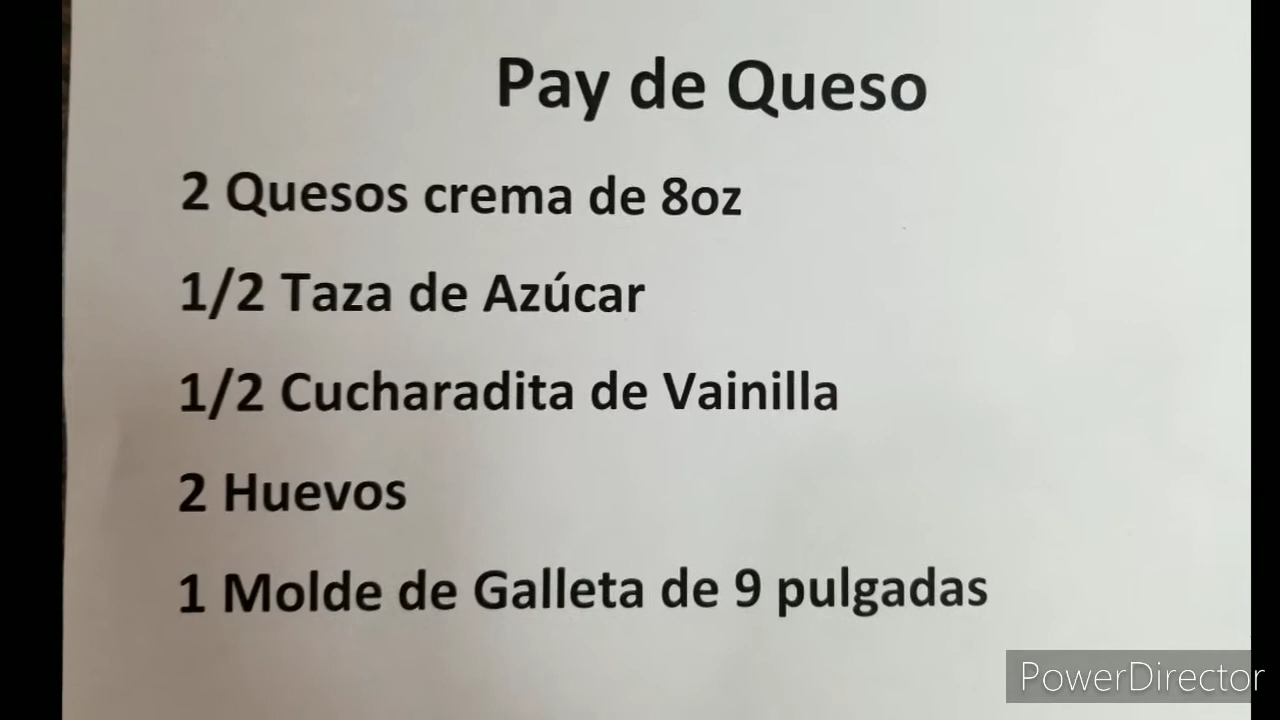 Pay de Queso
2 Quesos crema de 8oz
1/2 Taza de Azúcar
1/2 Cucharadita de Vainilla
2 Huevos
1 Molde de Galleta de 9 pulgadas
PowerDirector